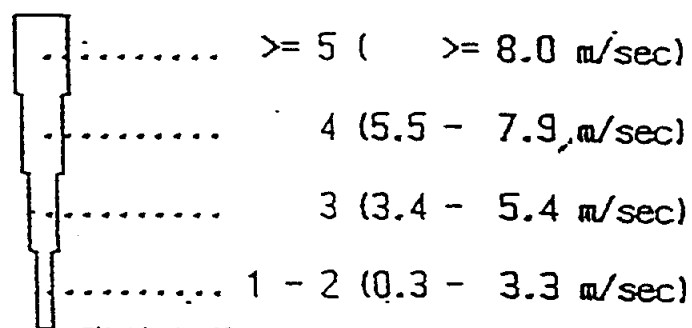 >= 5 ( >= 8.0 m/sec)
4 (5.5 - 7.9 m/sec)
3 (3.4 - 5.4 m/sec)
1 - 2 (0.3 - 3.3 m/sec)